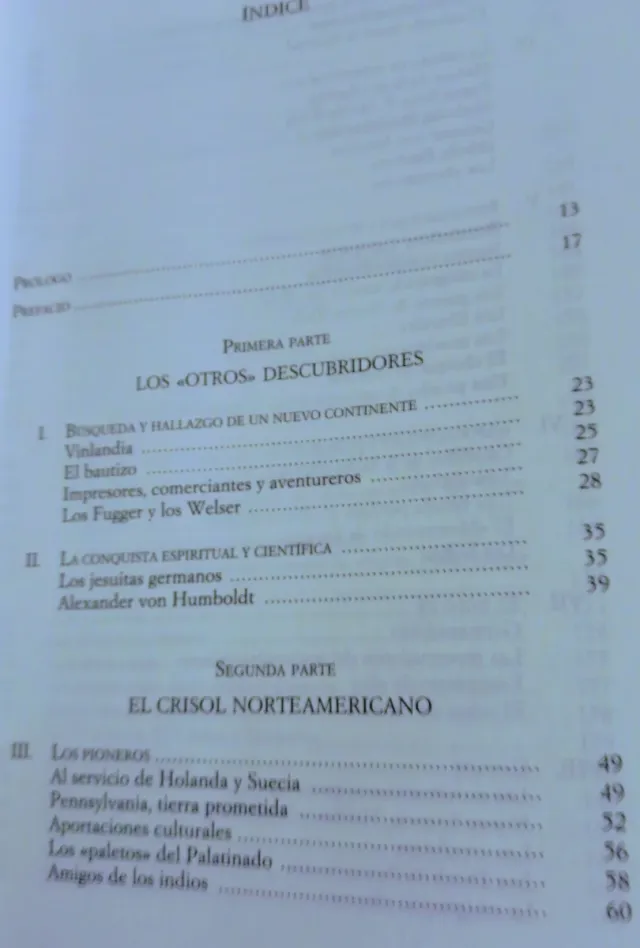 ÍNDICE
PRÓLOGO ........ 13
PREFACIO ........ 17
PRIMERA PARTE
LOS «OTROS» DESCUBRIDORES
I. BÚSQUEDA Y HALLAZGO DE UN NUEVO CONTINENTE ........ 23
Vinlandia ........ 23
El bautizo ........ 25
Impresores, comerciantes y aventureros ........ 27
Los Fugger y los Welser ........ 28
II. LA CONQUISTA ESPIRITUAL Y CIENTÍFICA ........ 35
Los jesuitas germanos ........ 35
Alexander von Humboldt ........ 39
SEGUNDA PARTE
EL CRISOL NORTEAMERICANO
III. LOS PIONEROS ........ 49
Al servicio de Holanda y Suecia ........ 49
Pennsylvania, tierra prometida ........ 52
Aportaciones culturales ........ 56
Los «paletos» del Palatinado ........ 58
Amigos de los indios ........ 60